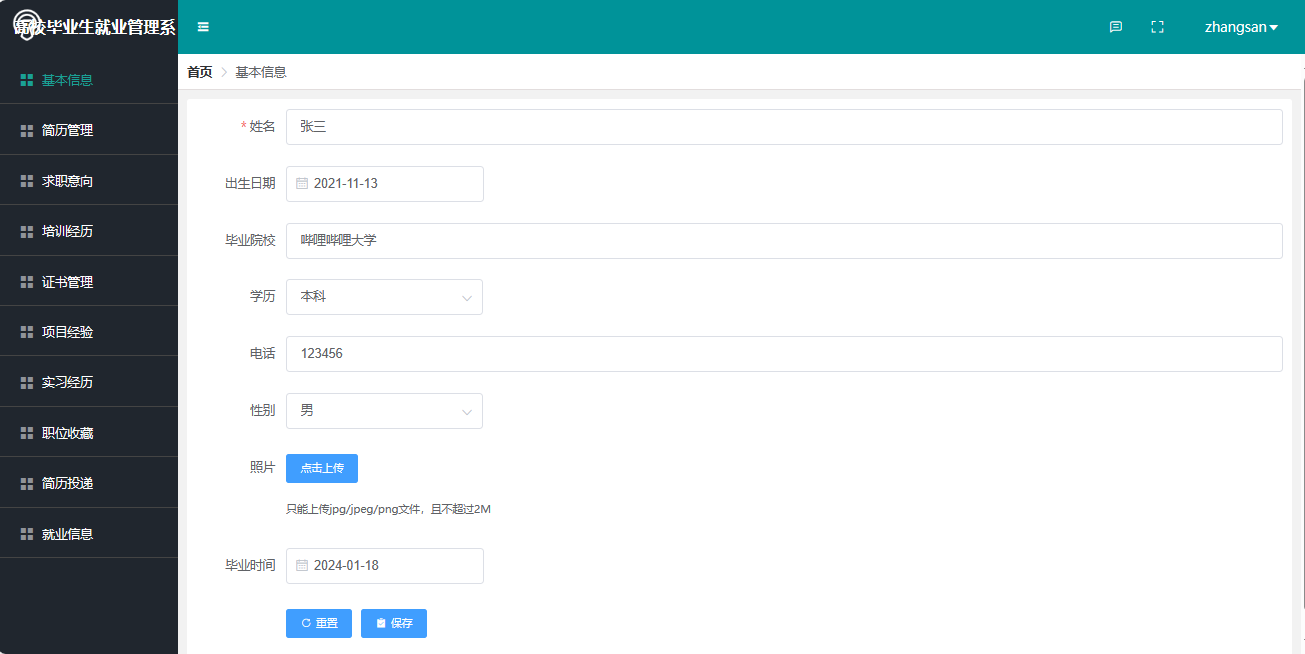 高校毕业生就业管理系
zhangsan
首页 基本信息
基本信息
简历管理
求职意向
培训经历
证书管理
项目经验
实习经历
职位收藏
简历投递
就业信息
* 姓名 张三
出生日期 2021-11-13
毕业院校 哔哩哔哩大学
学历 本科
电话 123456
性别 男
照片 点击上传
只能上传jpg/jpeg/png文件，且不超过2M
毕业时间 2024-01-18
重置 保存